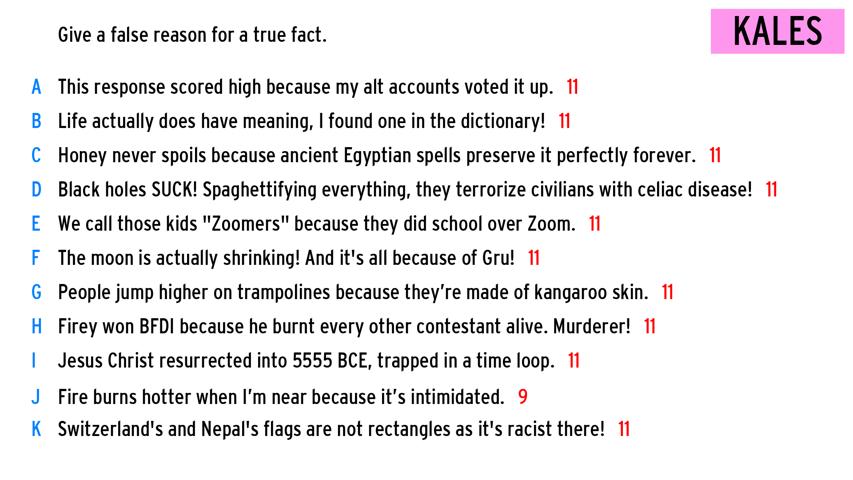 Give a false reason for a true fact.
KALES
A This response scored high because my alt accounts voted it up. 11
B Life actually does have meaning, I found one in the dictionary! 11
C Honey never spoils because ancient Egyptian spells preserve it perfectly forever. 11
D Black holes SUCK! Spaghettifying everything, they terrorize civilians with celiac disease! 11
E We call those kids "Zoomers" because they did school over Zoom. 11
F The moon is actually shrinking! And it's all because of Gru! 11
G People jump higher on trampolines because they’re made of kangaroo skin. 11
H Firey won BFDI because he burnt every other contestant alive. Murderer! 11
I Jesus Christ resurrected into 5555 BCE, trapped in a time loop. 11
J Fire burns hotter when I’m near because it’s intimidated. 9
K Switzerland's and Nepal's flags are not rectangles as it's racist there! 11